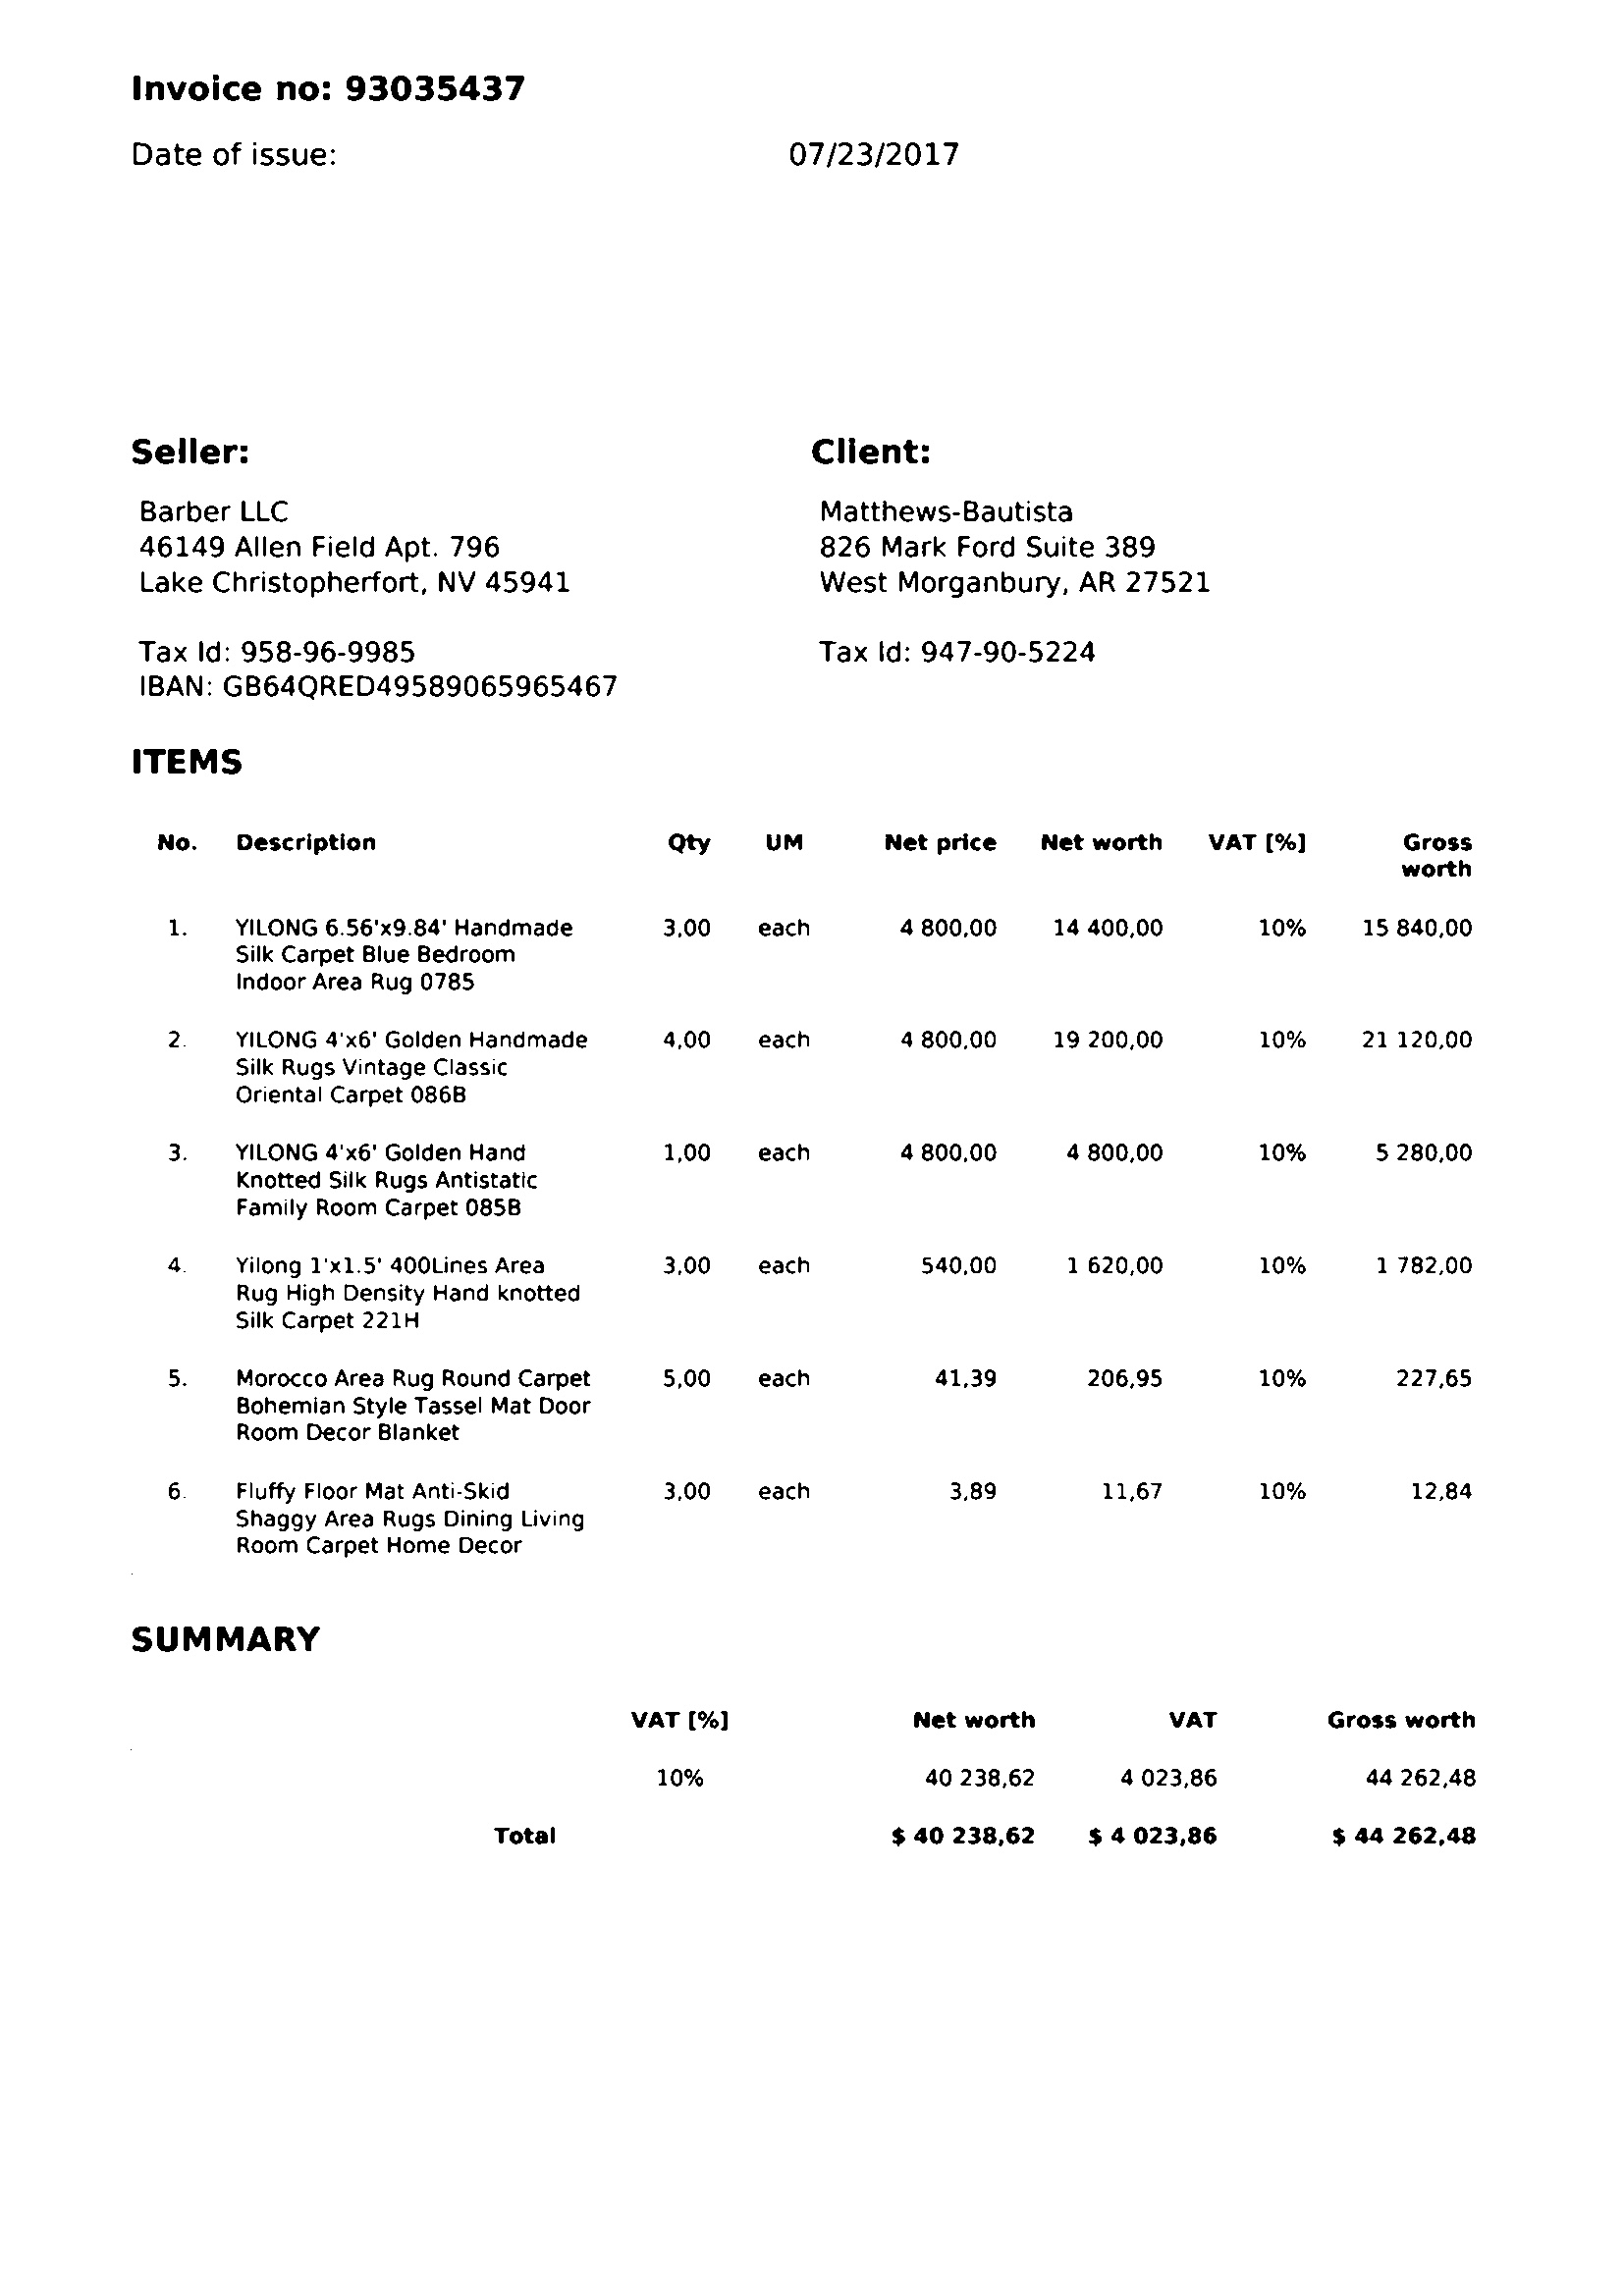 Invoice no: 93035437
Date of issue: 07/23/2017
Seller: Client:
Barber LLC Matthews-Bautista
46149 Allen Field Apt. 796 826 Mark Ford Suite 389
Lake Christopherfort, NV 45941 West Morganbury, AR 27521
Tax Id: 958-96-9985 Tax Id: 947-90-5224
IBAN: GB64QRED49589065965467
ITEMS
No. Description Qty UM Net price Net worth VAT [%] Gross
worth
1. YILONG 6.56'x9.84' Handmade 3,00 each 4 800,00 14 400,00 10% 15 840,00
Silk Carpet Blue Bedroom
Indoor Area Rug 0785
2. YILONG 4'x6' Golden Handmade 4,00 each 4 800,00 19 200,00 10% 21 120,00
Silk Rugs Vintage Classic
Oriental Carpet 086B
3. YILONG 4'x6' Golden Hand 1,00 each 4 800,00 4 800,00 10% 5 280,00
Knotted Silk Rugs Antistatic
Family Room Carpet 085B
4. Yilong 1'x1.5' 400Lines Area 3,00 each 540,00 1 620,00 10% 1 782,00
Rug High Density Hand knotted
Silk Carpet 221H
5. Morocco Area Rug Round Carpet 5,00 each 41,39 206,95 10% 227,65
Bohemian Style Tassel Mat Door
Room Decor Blanket
6. Fluffy Floor Mat Anti-Skid 3,00 each 3,89 11,67 10% 12,84
Shaggy Area Rugs Dining Living
Room Carpet Home Decor
SUMMARY
VAT [%] Net worth VAT Gross worth
10% 40 238,62 4 023,86 44 262,48
Total $ 40 238,62 $ 4 023,86 $ 44 262,48